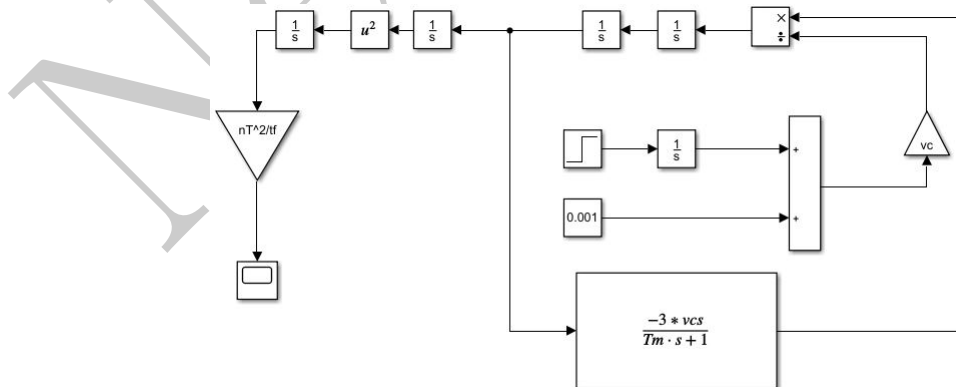 1/s
u²
1/s
1/s
1/s
×
÷
nT^2/tf
1/s
+
vc
0.001
+
−3 * vcs
Tm · s + 1